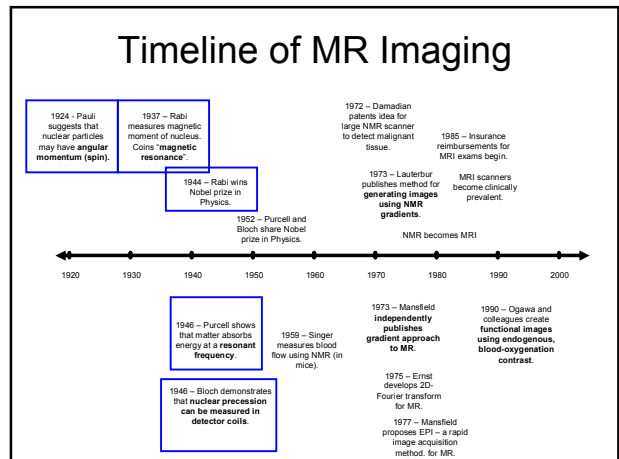 Timeline of MR Imaging
1924 - Pauli
suggests that
nuclear particles
may have angular
momentum (spin).
1937 – Rabi
measures magnetic
moment of nucleus.
Coins "magnetic
resonance".
1944 – Rabi wins
Nobel prize in
Physics.
1952 – Purcell and
Bloch share Nobel
prize in Physics.
1972 – Damadian
patents idea for
large NMR scanner
to detect malignant
tissue.
1973 – Lauterbur
publishes method for
generating images
using NMR
gradients.
1985 – Insurance
reimbursements for
MRI exams begin.
MRI scanners
become clinically
prevalent.
NMR becomes MRI
1920 1930 1940 1950 1960 1970 1980 1990 2000
1946 – Purcell shows
that matter absorbs
energy at a resonant
frequency.
1946 – Bloch demonstrates
that nuclear precession
can be measured in
detector coils.
1959 – Singer
measures blood
flow using NMR (in
mice).
1973 – Mansfield
independently
publishes
gradient approach
to MR.
1975 – Ernst
develops 2D-
Fourier transform
for MR.
1977 – Mansfield
proposes EPI – a rapid
image acquisition
method. for MR.
1990 – Ogawa and
colleagues create
functional images
using endogenous,
blood-oxygenation
contrast.